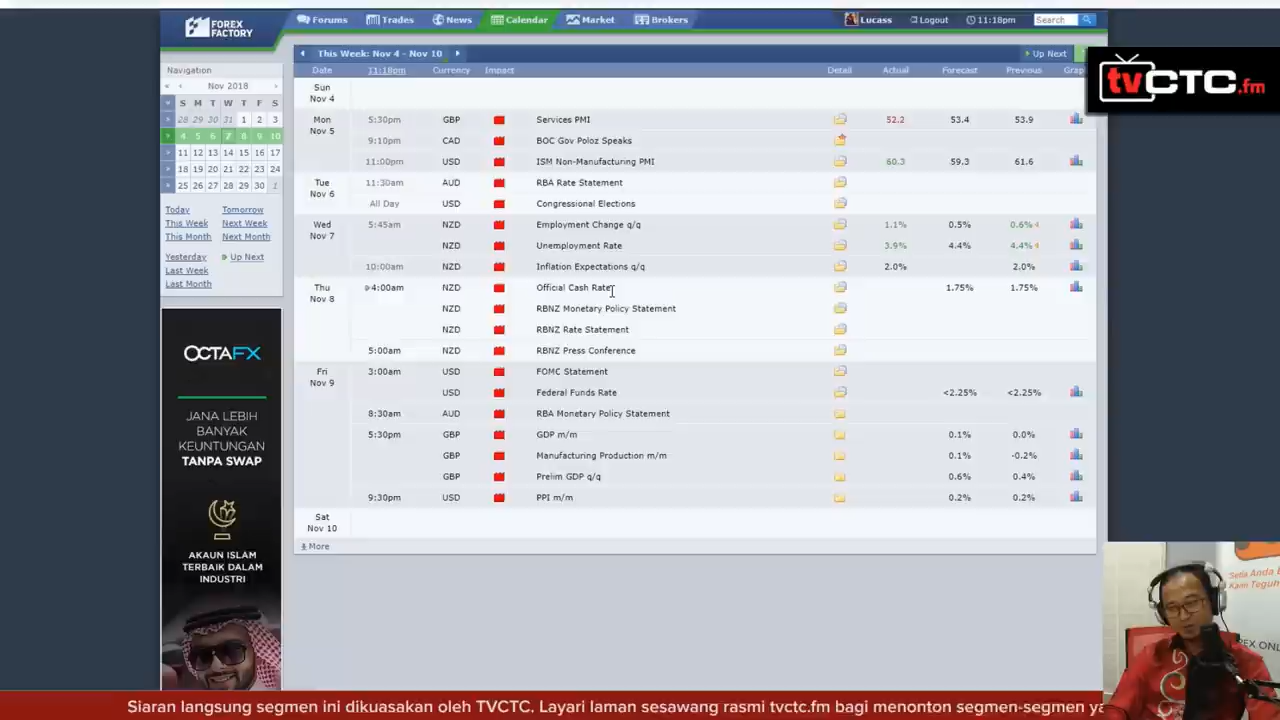 FOREX FACTORY
Forums Trades News Calendar Market Brokers Lucass Logout 11:18pm Search
tvCTC.fm
Navigation
« ‹ Nov 2018 ›
S M T W T F S
28 29 30 31 1 2 3
4 5 6 7 8 9 10
11 12 13 14 15 16 17
18 19 20 21 22 23 24
25 26 27 28 29 30 1
Today Tomorrow
This Week Next Week
This Month Next Month
Yesterday Up Next
Last Week
Last Month
This Week: Nov 4 - Nov 10 Up Next
Date 11:18pm Currency Impact Detail Actual Forecast Previous Grap
Sun Nov 4
Mon Nov 5 5:30pm GBP Services PMI 52.2 53.4 53.9
9:10pm CAD BOC Gov Poloz Speaks
11:00pm USD ISM Non-Manufacturing PMI 60.3 59.3 61.6
Tue Nov 6 11:30am AUD RBA Rate Statement
All Day USD Congressional Elections
Wed Nov 7 5:45am NZD Employment Change q/q 1.1% 0.5% 0.6%
NZD Unemployment Rate 3.9% 4.4% 4.4%
10:00am NZD Inflation Expectations q/q 2.0% 2.0%
Thu Nov 8 4:00am NZD Official Cash Rate 1.75% 1.75%
NZD RBNZ Monetary Policy Statement
NZD RBNZ Rate Statement
5:00am NZD RBNZ Press Conference
Fri Nov 9 3:00am USD FOMC Statement
USD Federal Funds Rate <2.25% <2.25%
8:30am AUD RBA Monetary Policy Statement
5:30pm GBP GDP m/m 0.1% 0.0%
GBP Manufacturing Production m/m 0.1% -0.2%
GBP Prelim GDP q/q 0.6% 0.4%
9:30pm USD PPI m/m 0.2% 0.2%
Sat Nov 10
More
OCTAFX
JANA LEBIH
BANYAK
KEUNTUNGAN
TANPA SWAP
AKAUN ISLAM
TERBAIK DALAM
INDUSTRI
Setia Anda
Kami Teguh
REX ONL
Siaran langsung segmen ini dikuasakan oleh TVCTC. Layari laman sesawang rasmi tvctc.fm bagi menonton segmen-segmen ya